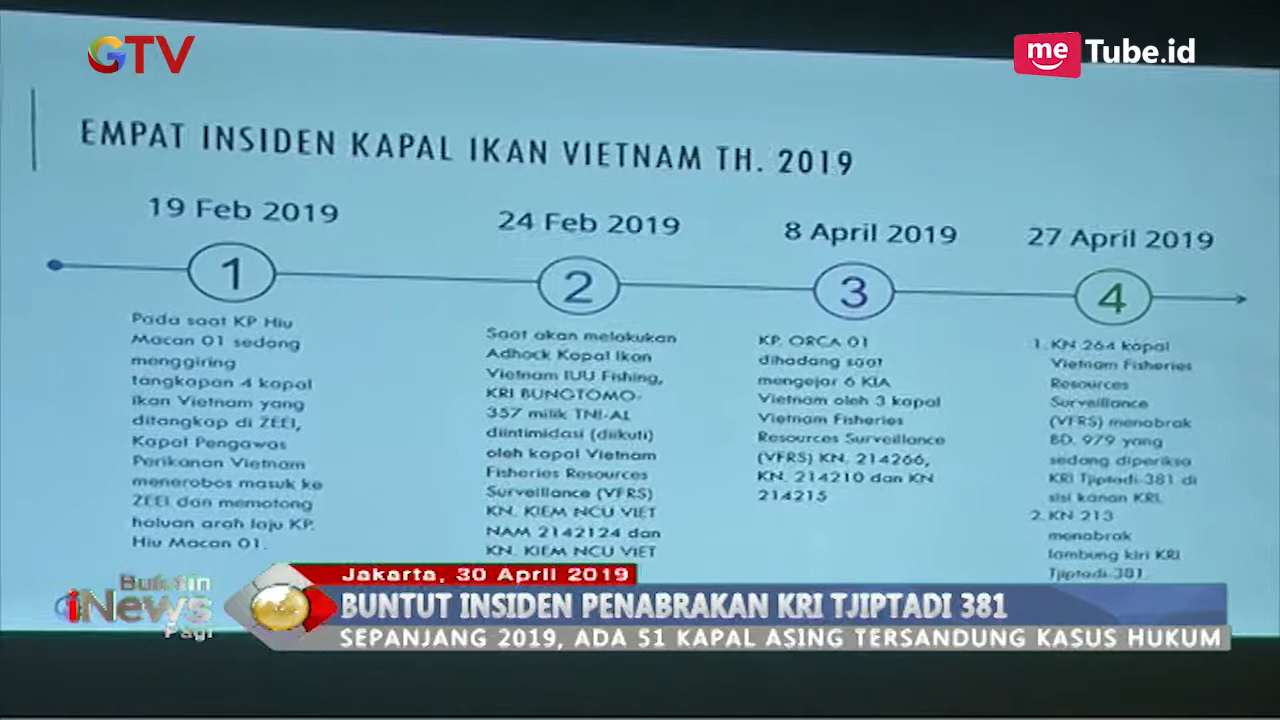 GTV
me Tube.id
EMPAT INSIDEN KAPAL IKAN VIETNAM TH. 2019
19 Feb 2019
1
Pada saat KP Hiu
Macan 01 sedang
menggiring
tangkapan 4 kapal
ikan Vietnam yang
ditangkap di ZEEI,
Kapal Pengawas
Perikanan Vietnam
menerobos masuk ke
ZEEI dan memotong
haluan arah laju KP.
Hiu Macan 01.
24 Feb 2019
2
Saat akan melakukan
Adhock Kapal Ikan
Vietnam IUU Fishing,
KRI BUNGTOMO-
357 milik TNI-AL
diintimidasi (diikuti)
oleh kapal Vietnam
Fisheries Resources
Surveillance (VFRS)
KN. KIEM NCU VIET
NAM 2142124 dan
KN. KIEM NCU VIET
8 April 2019
3
KP. ORCA 01
dihadang saat
mengejar 6 KIA
Vietnam oleh 3 kapal
Vietnam Fisheries
Resources Surveillance
(VFRS) KN. 214266,
KN. 214210 dan KN
214215
27 April 2019
4
1. KN 264 kapal
Vietnam Fisheries
Resources
Surveillance
(VFRS) menabrak
BD. 979 yang
sedang diperiksa
KRI Tjiptadi-381 di
sisi kanan KRI.
2. KN 213
menabrak
lambung kiri KRI
Tjiptadi-381.
Buletin
iNews
Pagi
Jakarta, 30 April 2019
BUNTUT INSIDEN PENABRAKAN KRI TJIPTADI 381
SEPANJANG 2019, ADA 51 KAPAL ASING TERSANDUNG KASUS HUKUM